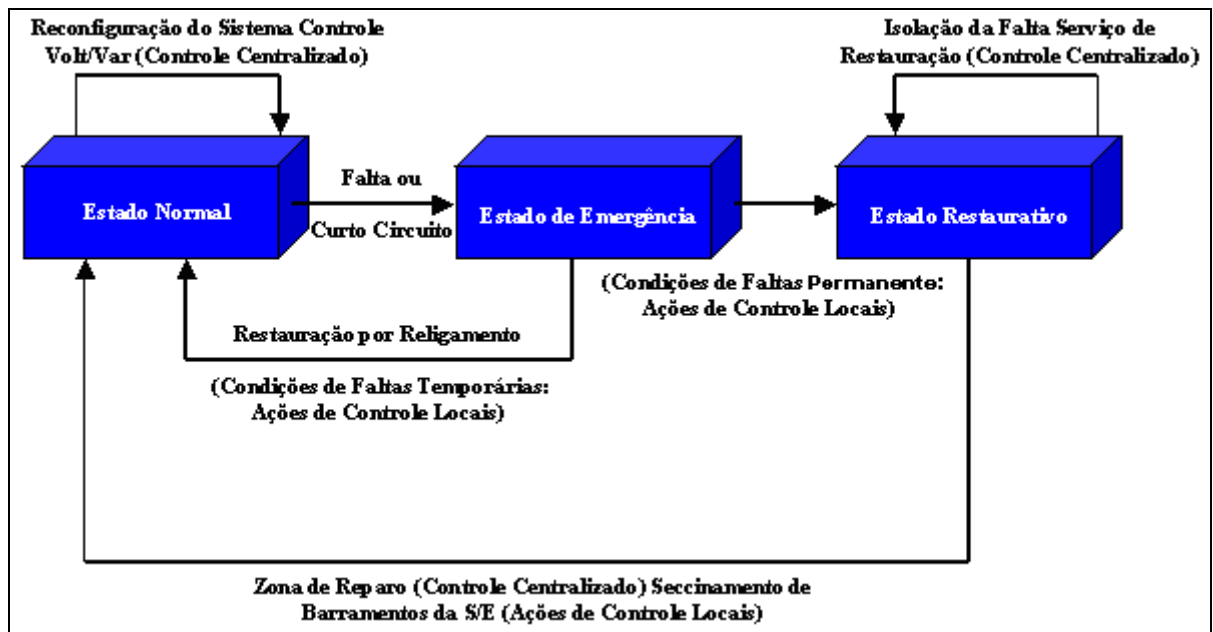 Reconfiguração do Sistema Controle
Volt/Var (Controle Centralizado)
Isolação da Falta Serviço de
Restauração (Controle Centralizado)
Estado Normal
Falta ou
Curto Circuito
Estado de Emergência
Estado Restaurativo
(Condições de Faltas Permanente:
Ações de Controle Locais)
Restauração por Religamento
(Condições de Faltas Temporárias:
Ações de Controle Locais)
Zona de Reparo (Controle Centralizado) Seccinamento de
Barramentos da S/E (Ações de Controle Locais)